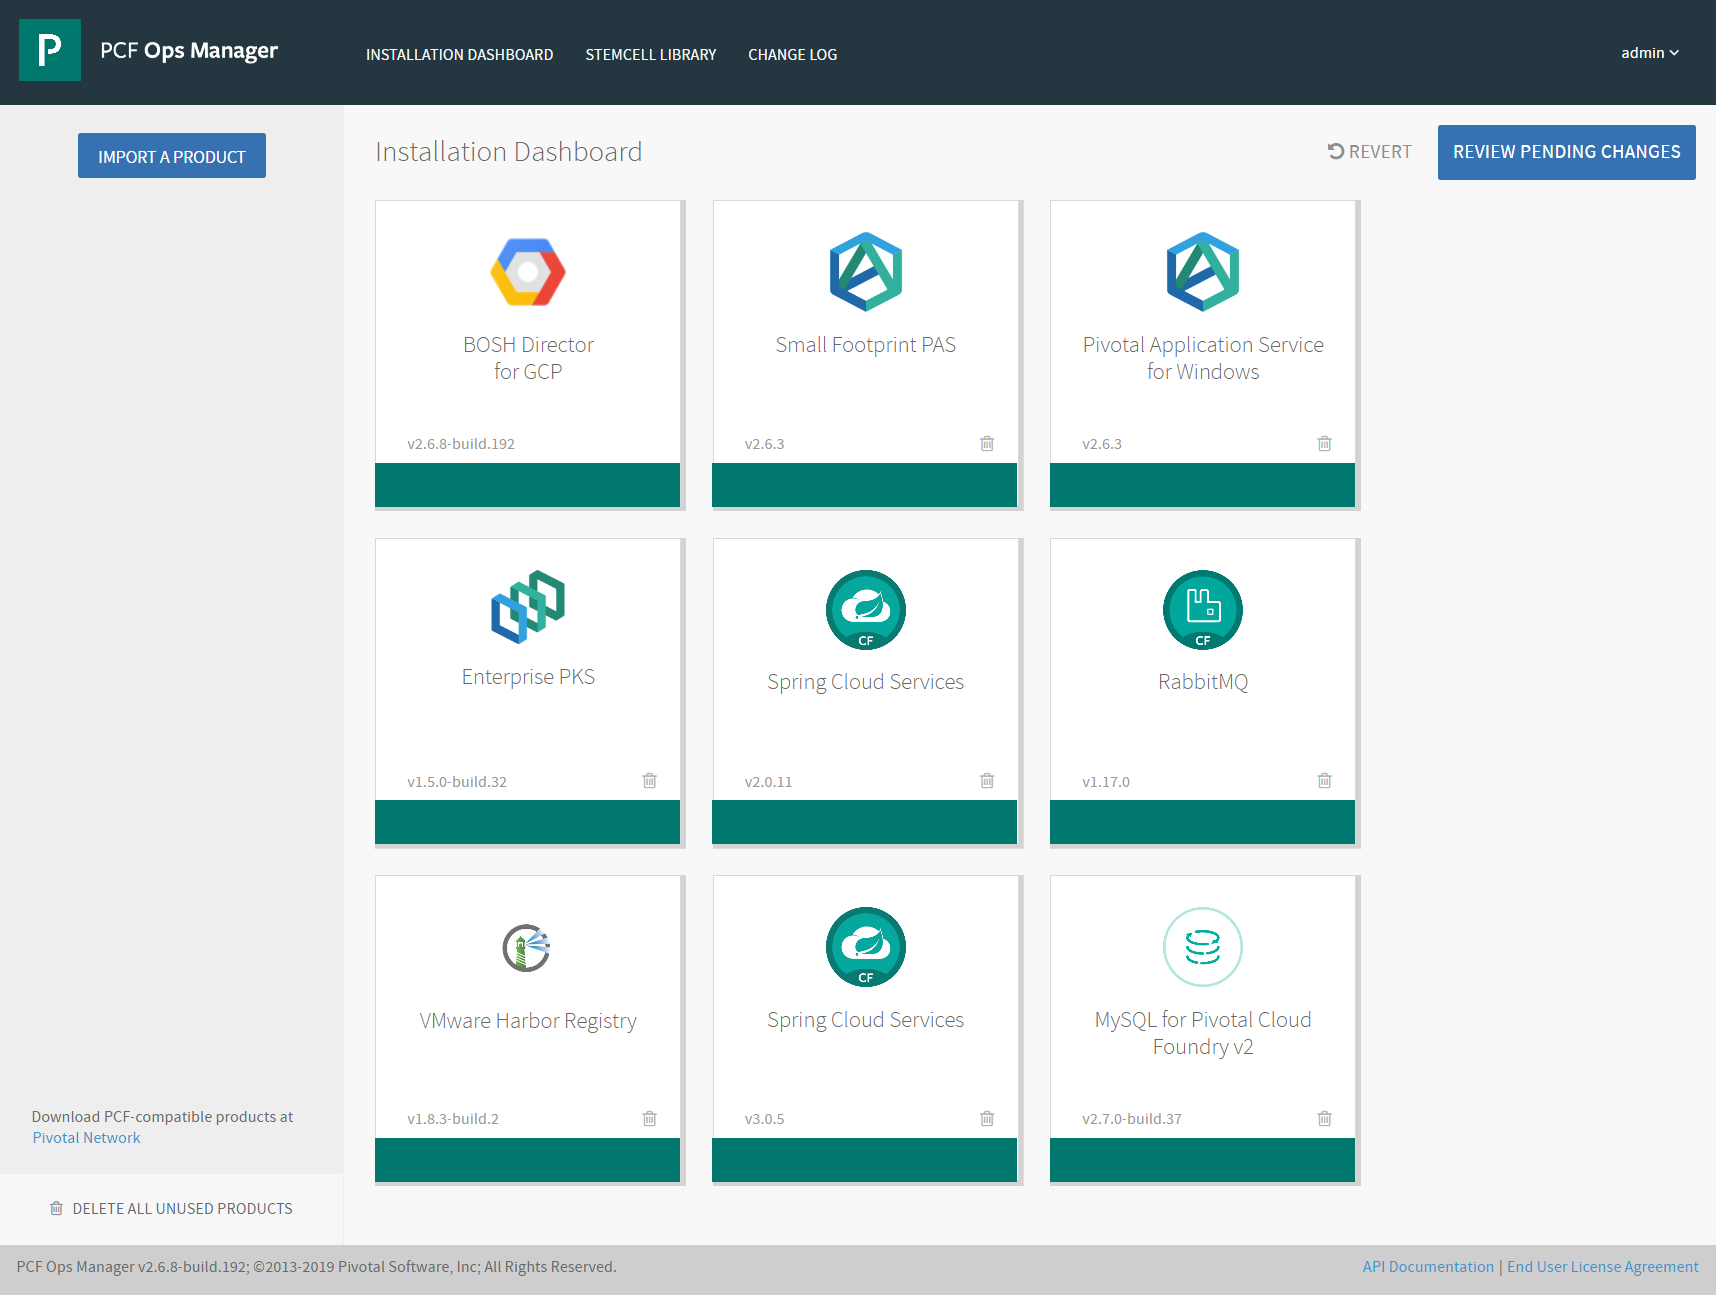 P
PCF Ops Manager
INSTALLATION DASHBOARD
STEMCELL LIBRARY
CHANGE LOG
admin
IMPORT A PRODUCT
Installation Dashboard
REVERT
REVIEW PENDING CHANGES
BOSH Director
for GCP
v2.6.8-build.192
Small Footprint PAS
v2.6.3
Pivotal Application Service
for Windows
v2.6.3
Enterprise PKS
v1.5.0-build.32
CF
Spring Cloud Services
v2.0.11
CF
RabbitMQ
v1.17.0
VMware Harbor Registry
v1.8.3-build.2
CF
Spring Cloud Services
v3.0.5
MySQL for Pivotal Cloud
Foundry v2
v2.7.0-build.37
Download PCF-compatible products at
Pivotal Network
DELETE ALL UNUSED PRODUCTS
PCF Ops Manager v2.6.8-build.192; ©2013-2019 Pivotal Software, Inc; All Rights Reserved.
API Documentation | End User License Agreement